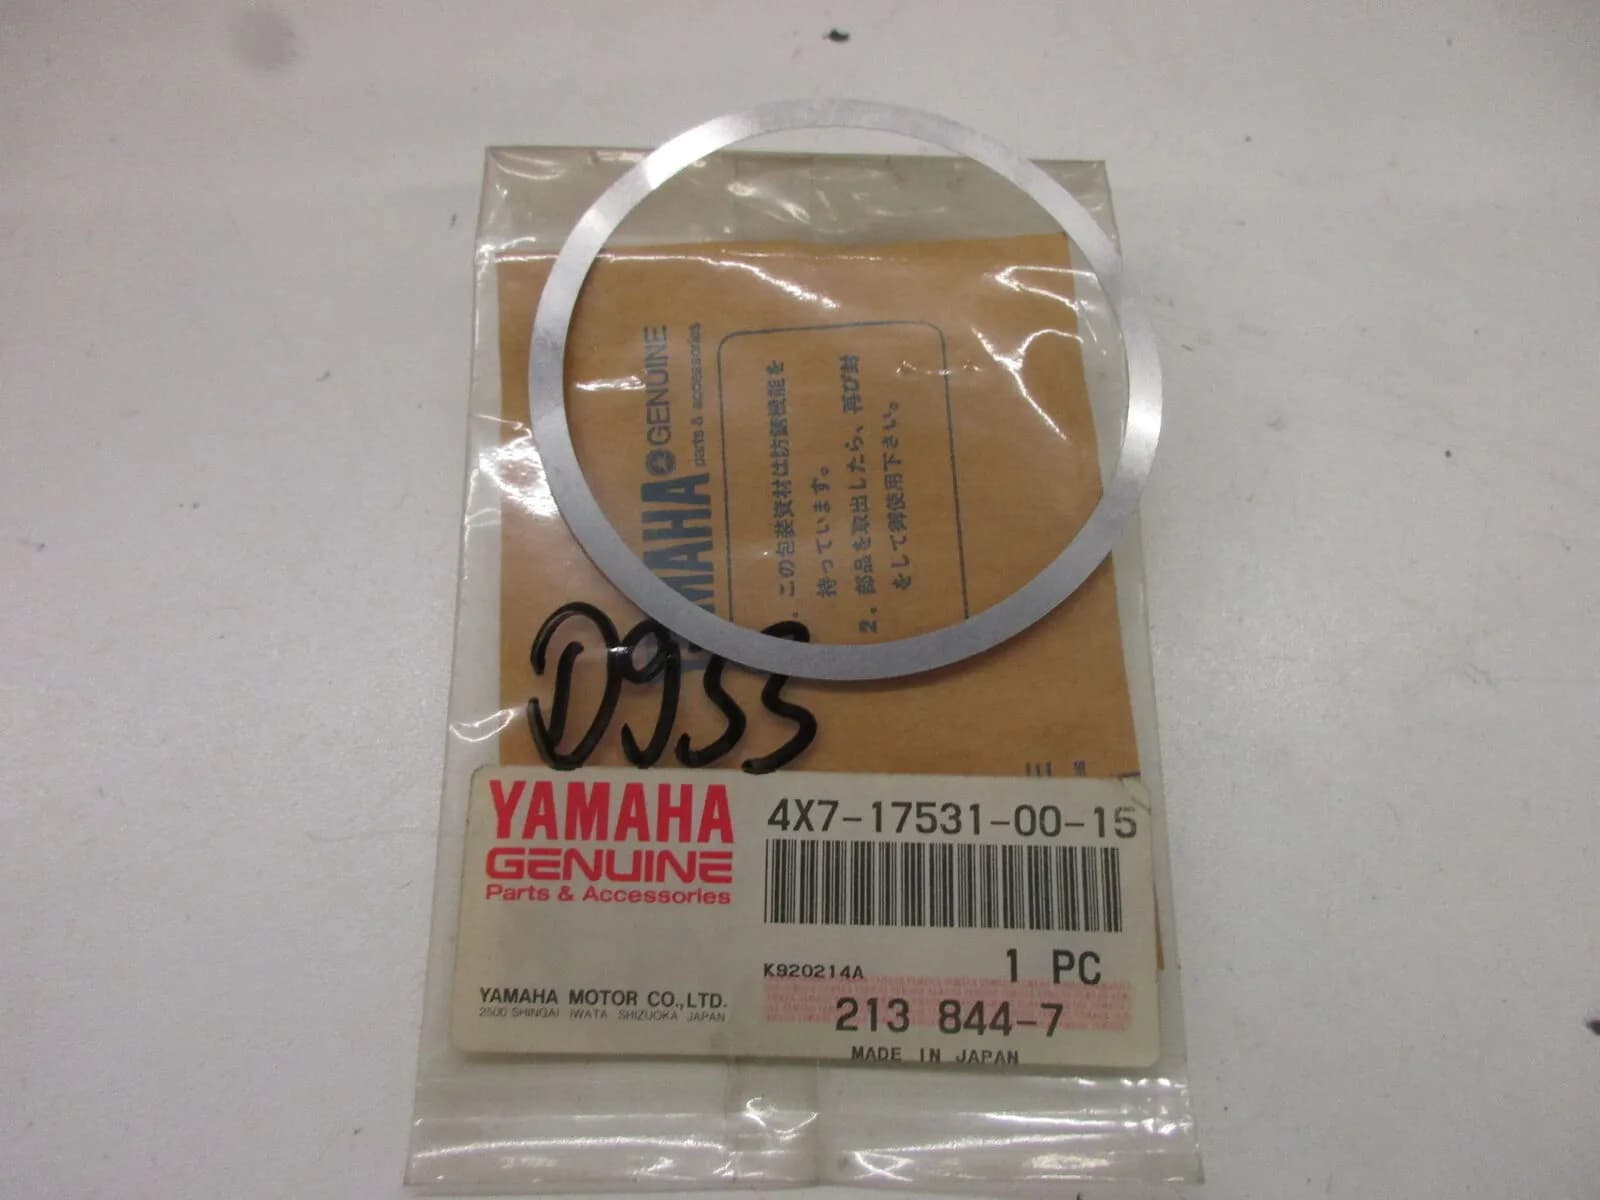 YAMAHA GENUINE
parts & accessories
この包装資材は防錆機能を
持っています。
2. 部品を取出したら、再び封
をして御使用下さい。
D953
YAMAHA
GENUINE
Parts & Accessories
4X7-17531-00-15
K920214A
1 PC
YAMAHA MOTOR CO.,LTD.
2500 SHINGAI IWATA SHIZUOKA JAPAN
213 844-7
MADE IN JAPAN